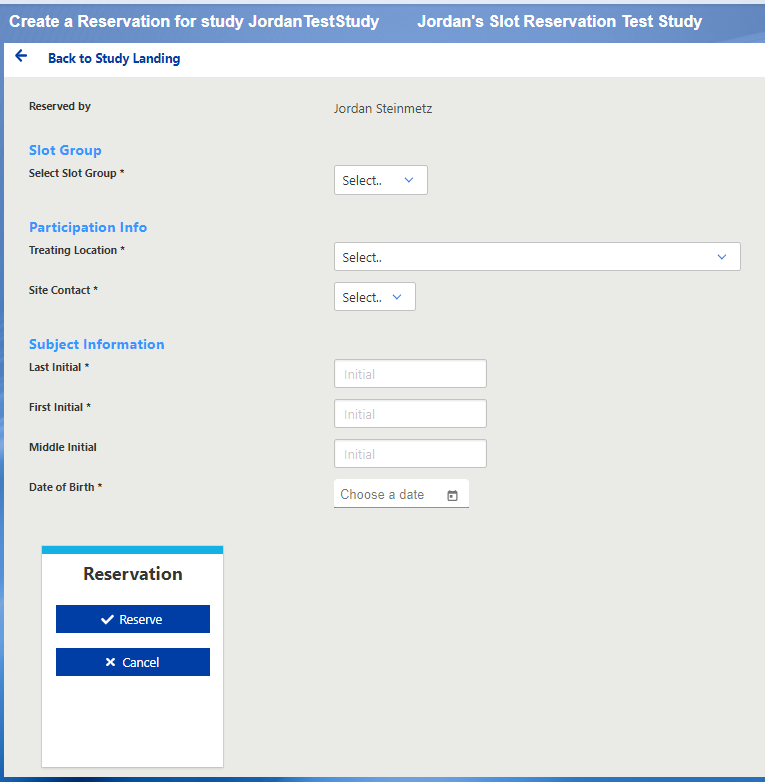 Create a Reservation for study JordanTestStudy Jordan's Slot Reservation Test Study
Back to Study Landing
Reserved by Jordan Steinmetz
Slot Group
Select Slot Group * Select..
Participation Info
Treating Location * Select..
Site Contact * Select..
Subject Information
Last Initial * Initial
First Initial * Initial
Middle Initial Initial
Date of Birth * Choose a date
Reservation
Reserve
Cancel